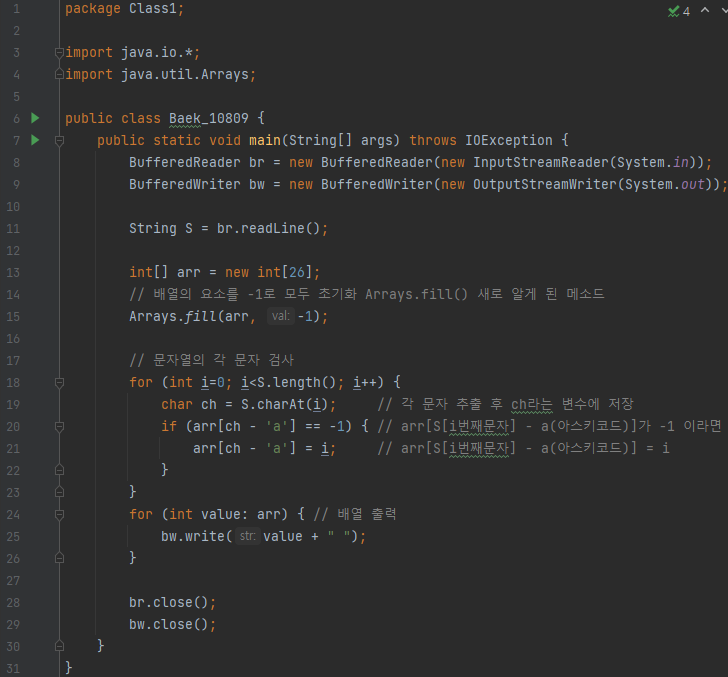 1 package Class1;
4
2
3 import java.io.*;
4 import java.util.Arrays;
5
6 public class Baek_10809 {
7 public static void main(String[] args) throws IOException {
8 BufferedReader br = new BufferedReader(new InputStreamReader(System.in));
9 BufferedWriter bw = new BufferedWriter(new OutputStreamWriter(System.out));
10
11 String S = br.readLine();
12
13 int[] arr = new int[26];
14 // 배열의 요소를 -1로 모두 초기화 Arrays.fill() 새로 알게 된 메소드
15 Arrays.fill(arr, val: -1);
16
17 // 문자열의 각 문자 검사
18 for (int i=0; i<S.length(); i++) {
19 char ch = S.charAt(i); // 각 문자 추출 후 ch라는 변수에 저장
20 if (arr[ch - 'a'] == -1) { // arr[S[i번째문자] - a(아스키코드)]가 -1 이라면
21 arr[ch - 'a'] = i; // arr[S[i번째문자] - a(아스키코드)] = i
22 }
23 }
24 for (int value: arr) { // 배열 출력
25 bw.write( str: value + " ");
26 }
27
28 br.close();
29 bw.close();
30 }
31 }